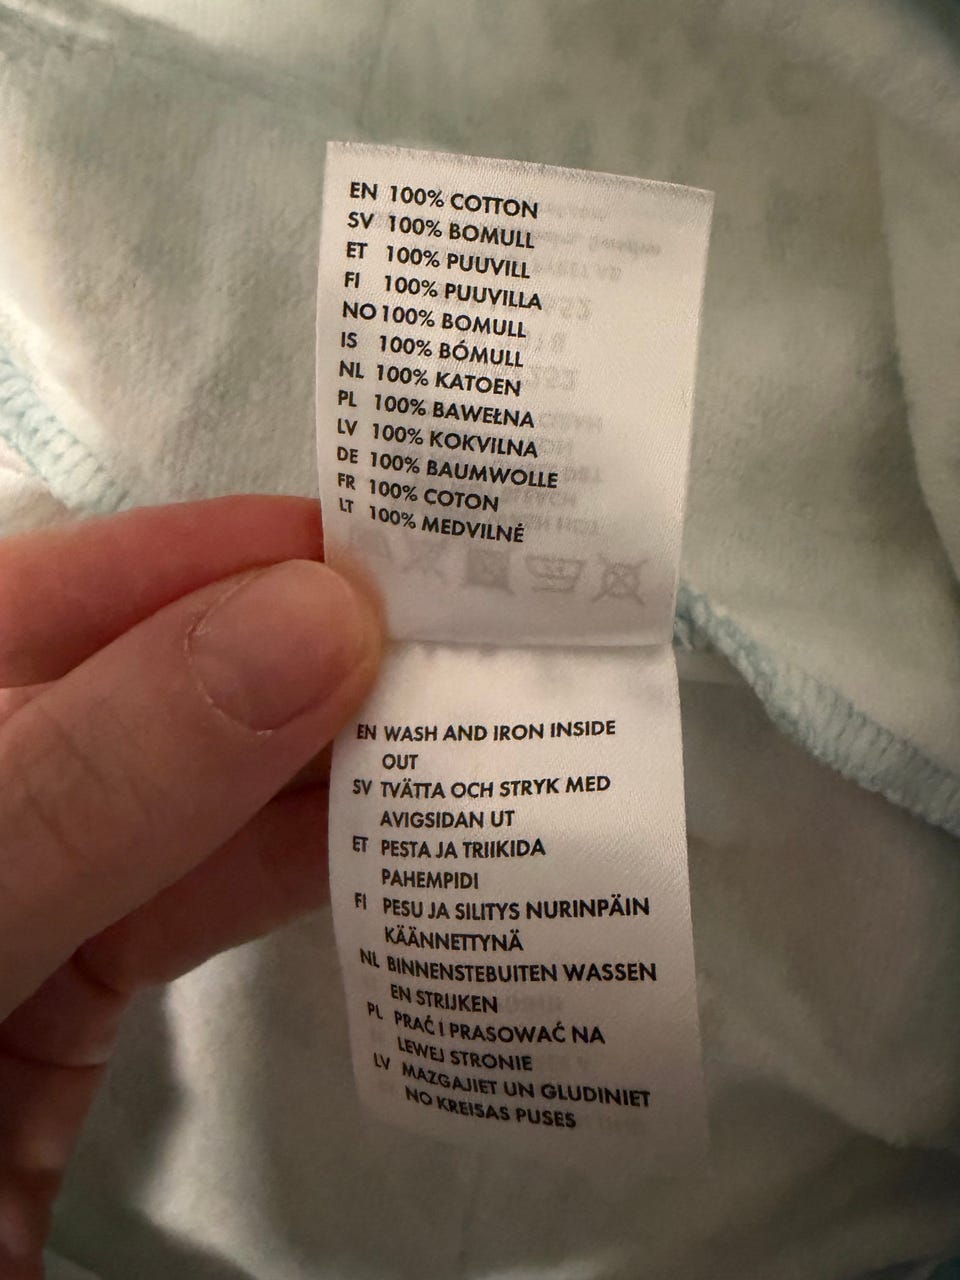 EN 100% COTTON
SV 100% BOMULL
ET 100% PUUVILL
FI 100% PUUVILLA
NO 100% BOMULL
IS 100% BÓMULL
NL 100% KATOEN
PL 100% BAWEŁNA
LV 100% KOKVILNA
DE 100% BAUMWOLLE
FR 100% COTON
LT 100% MEDVILNĖ
EN WASH AND IRON INSIDE
OUT
SV TVÄTTA OCH STRYK MED
AVIGSIDAN UT
ET PESTA JA TRIIKIDA
PAHEMPIDI
FI PESU JA SILITYS NURINPÄIN
KÄÄNNETTYNÄ
NL BINNENSTEBUITEN WASSEN
EN STRIJKEN
PL PRAĆ I PRASOWAĆ NA
LEWEJ STRONIE
LV MAZGAJIET UN GLUDINIET
NO KREISAS PUSES